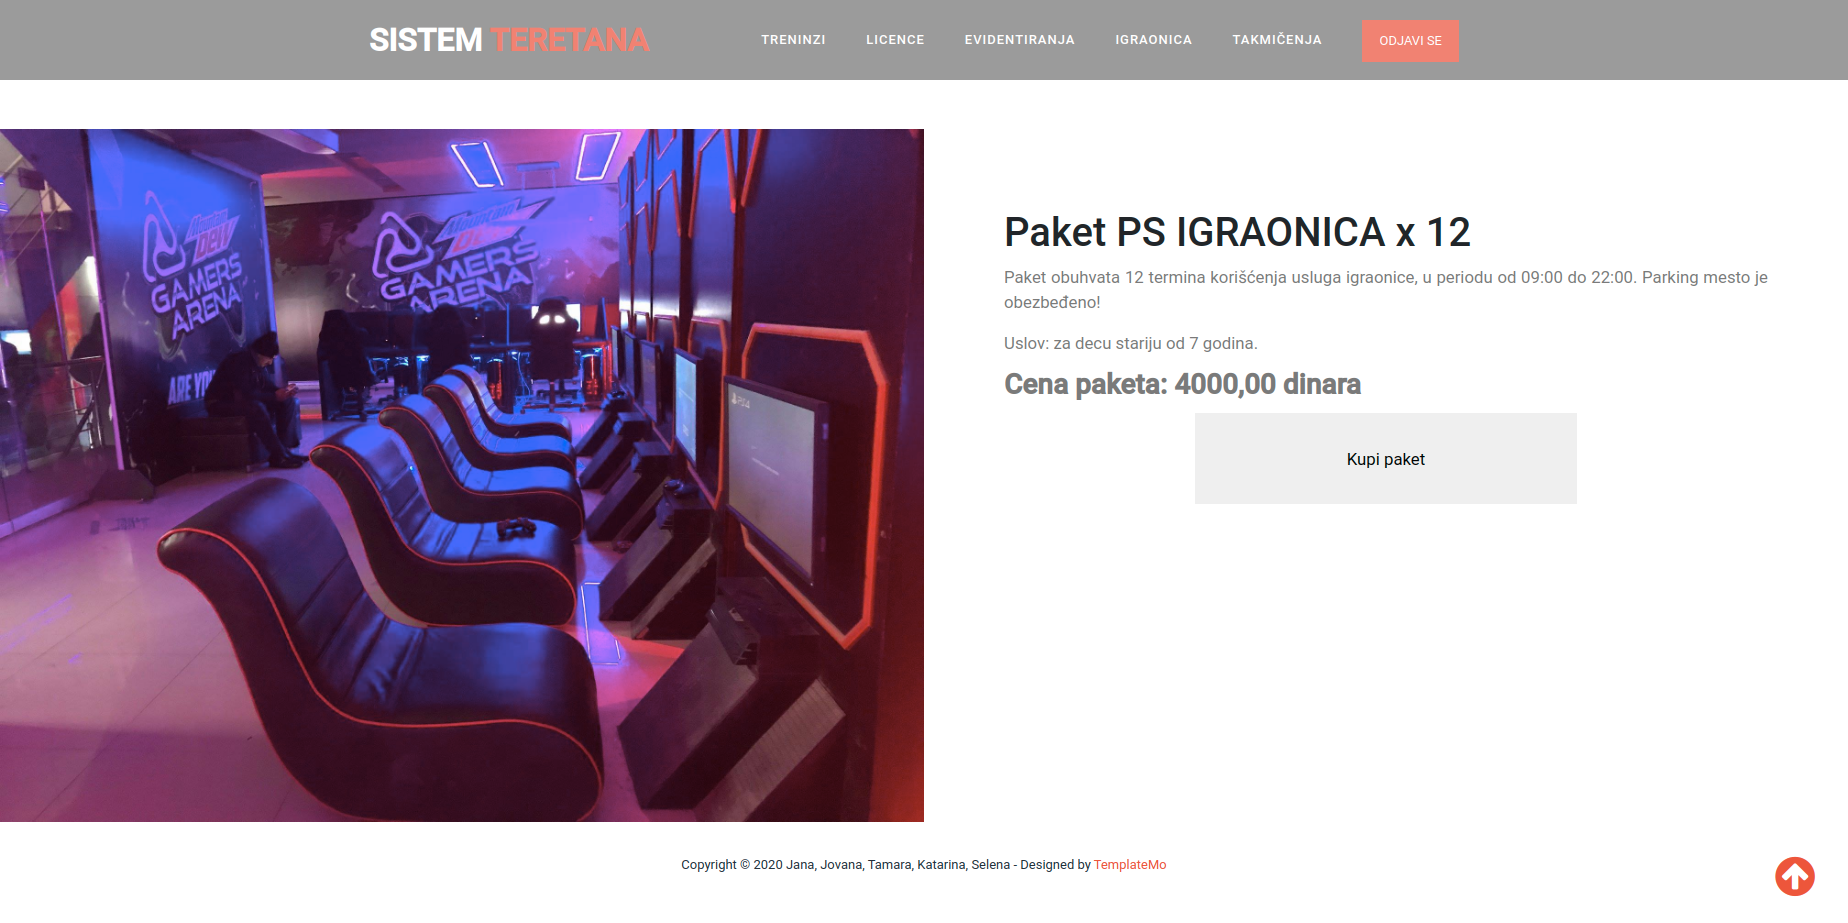 SISTEM TERETANA
TRENINZI
LICENCE
EVIDENTIRANJA
IGRAONICA
TAKMIČENJA
ODJAVI SE
Mountain
Dew
GAMERS
ARENA
ARE YOU
Mountain
GAMERS
ARENA
PS4
Paket PS IGRAONICA x 12
Paket obuhvata 12 termina korišćenja usluga igraonice, u periodu od 09:00 do 22:00. Parking mesto je
obezbeđeno!
Uslov: za decu stariju od 7 godina.
Cena paketa: 4000,00 dinara
Kupi paket
Copyright © 2020 Jana, Jovana, Tamara, Katarina, Selena - Designed by TemplateMo